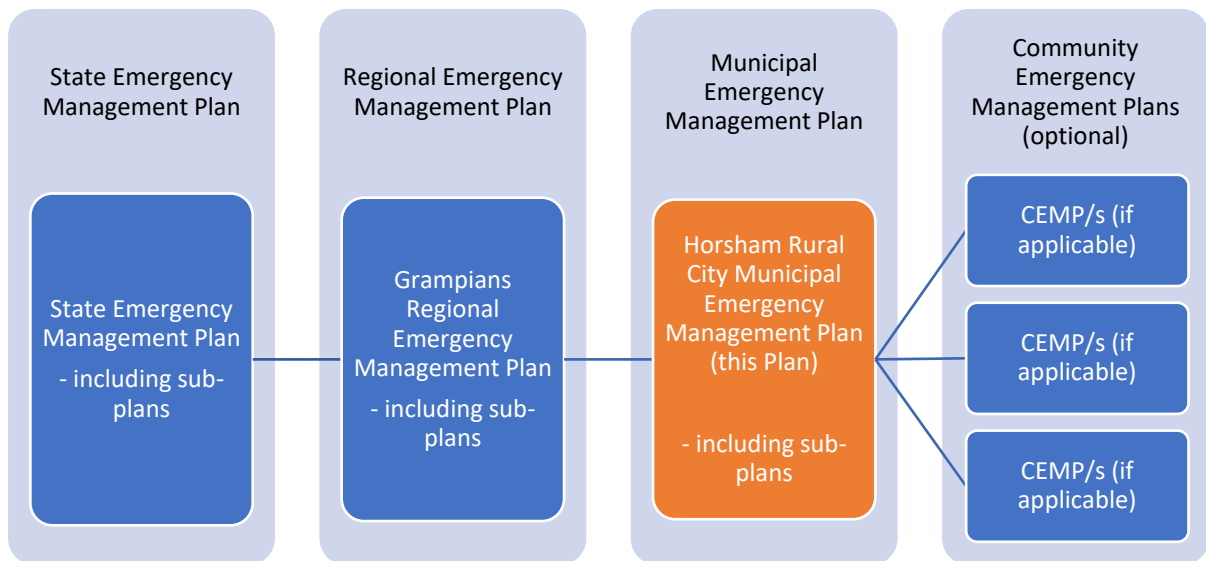 State Emergency
Management Plan
State Emergency
Management Plan
- including sub-
plans
Regional Emergency
Management Plan
Grampians
Regional
Emergency
Management Plan
- including sub-
plans
Municipal
Emergency
Management Plan
Horsham Rural
City Municipal
Emergency
Management Plan
(this Plan)
- including sub-
plans
Community
Emergency
Management Plans
(optional)
CEMP/s (if
applicable)
CEMP/s (if
applicable)
CEMP/s (if
applicable)